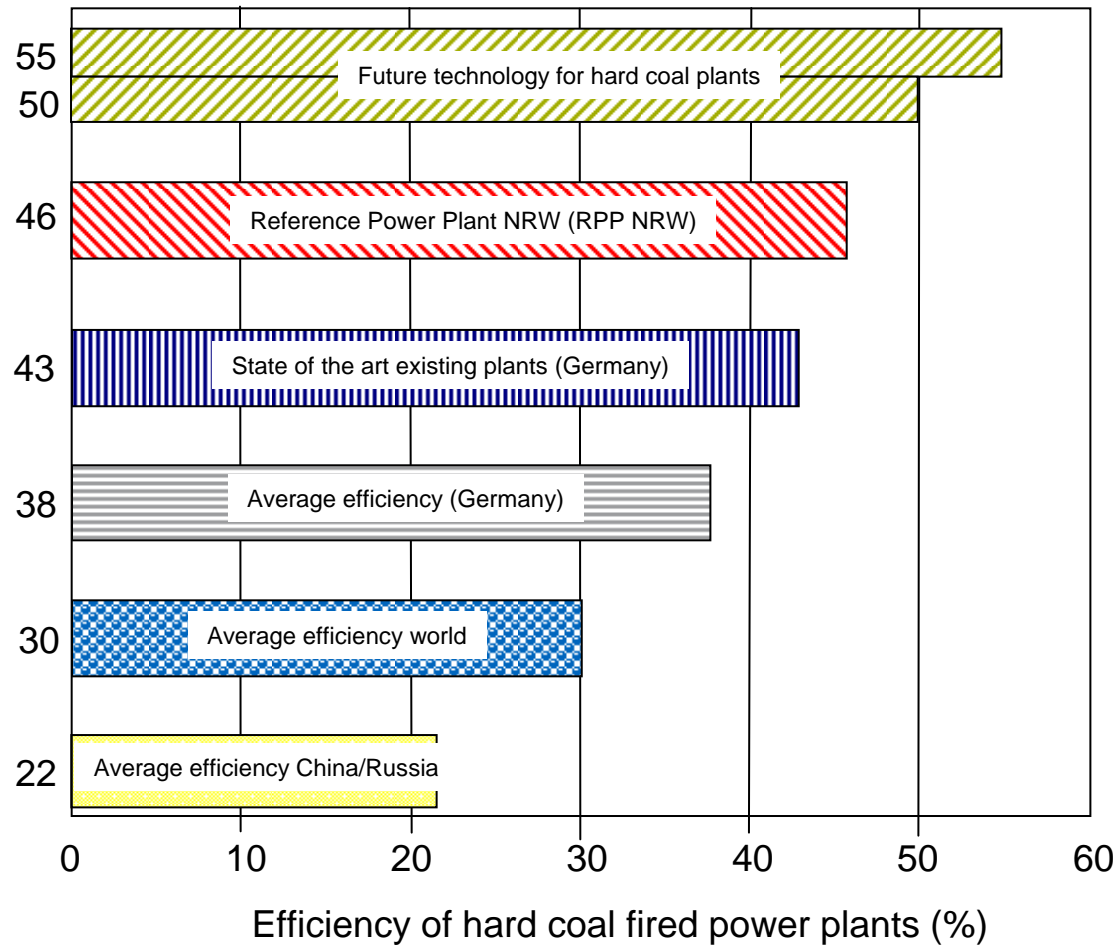 55
Future technology for hard coal plants
50
46
Reference Power Plant NRW (RPP NRW)
43
State of the art existing plants (Germany)
38
Average efficiency (Germany)
30
Average efficiency world
22
Average efficiency China/Russia
0 10 20 30 40 50 60
Efficiency of hard coal fired power plants (%)